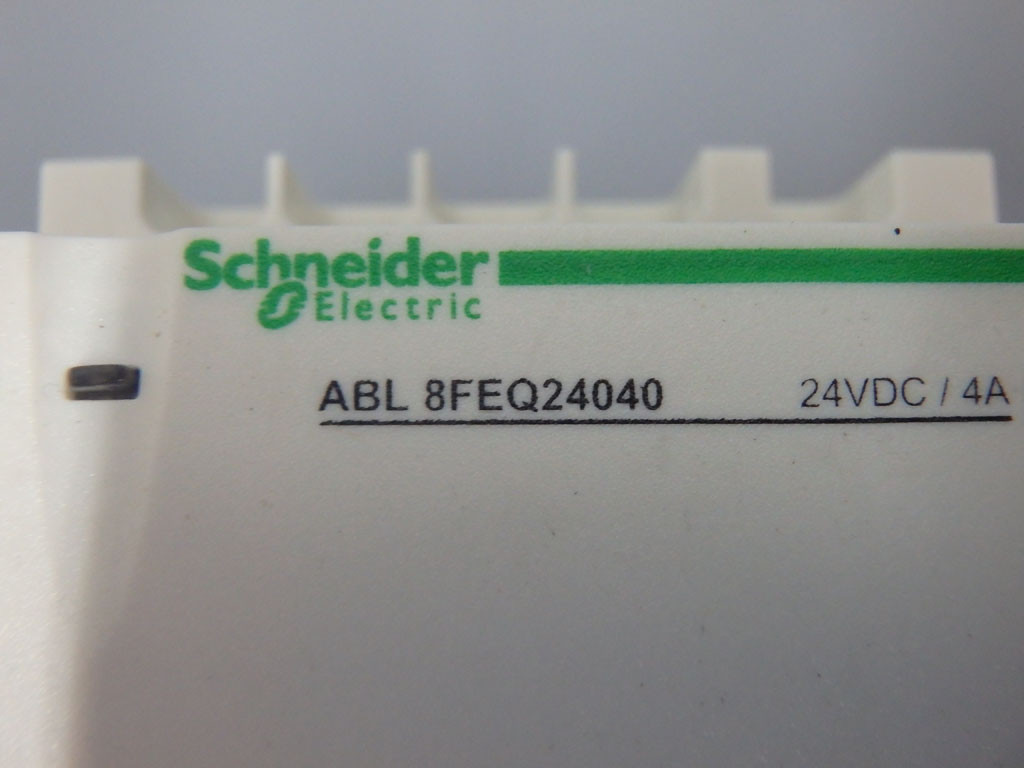 Schneider
Electric
ABL 8FEQ24040 24VDC / 4A